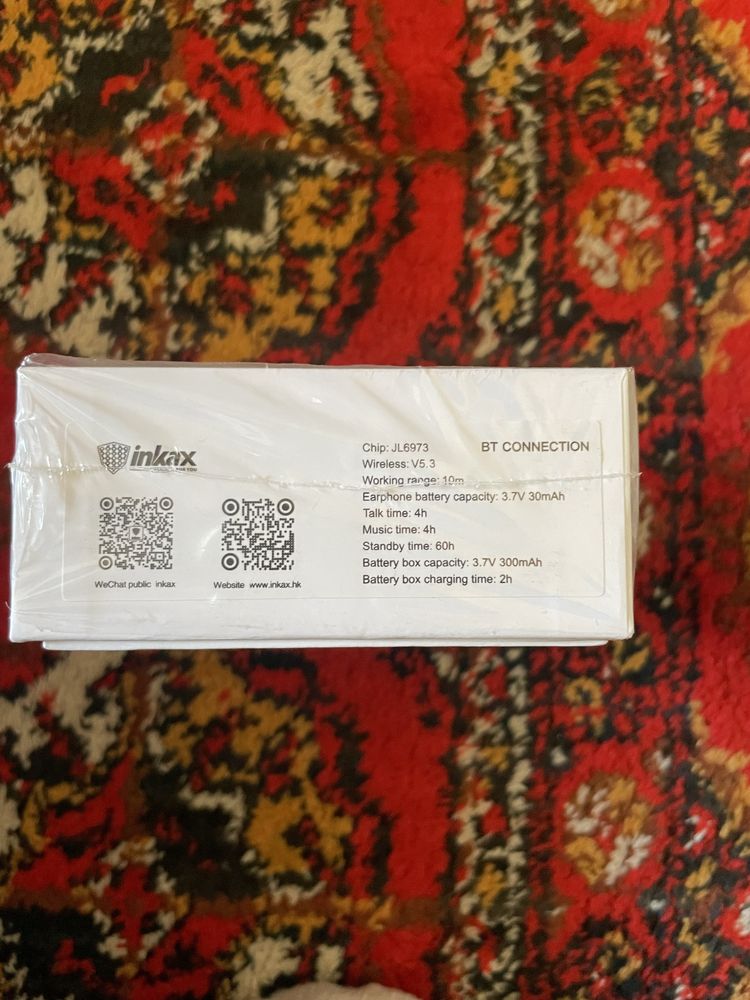 inkax
FOR YOU
WeChat public inkax
Website www.inkax.hk
BT CONNECTION
Chip: JL6973
Wireless: V5.3
Working range: 10m
Earphone battery capacity: 3.7V 30mAh
Talk time: 4h
Music time: 4h
Standby time: 60h
Battery box capacity: 3.7V 300mAh
Battery box charging time: 2h